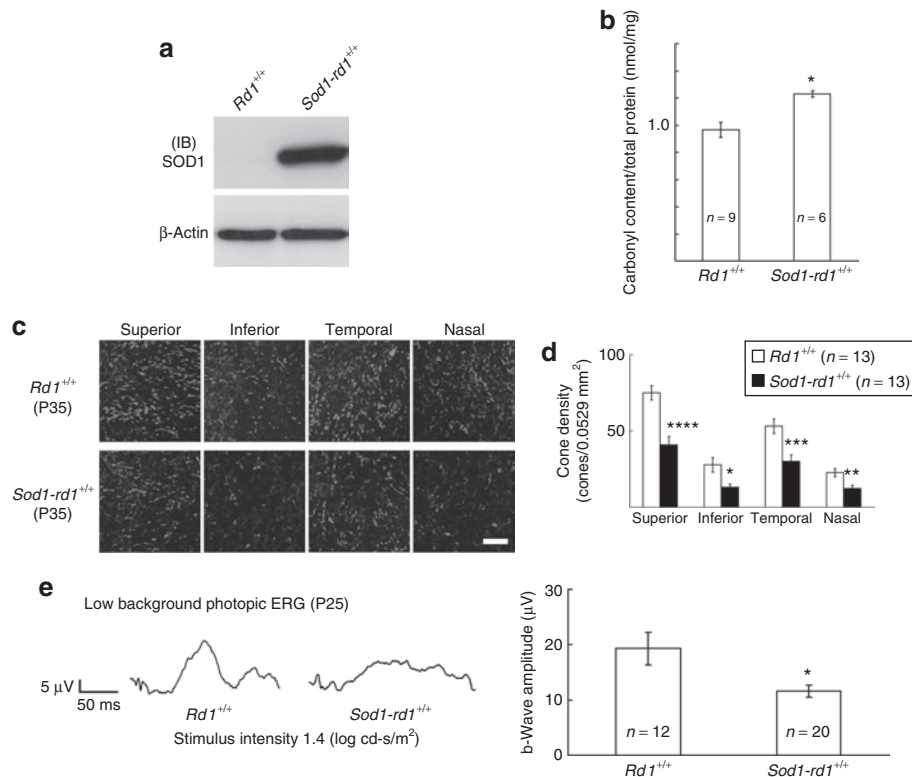 a
Rd1+/+
Sod1-rd1+/+
(IB)
SOD1
β-Actin
b
Carbonyl content/total protein (nmol/mg)
1.0
*
n = 9
n = 6
Rd1+/+
Sod1-rd1+/+
c
Superior Inferior Temporal Nasal
Rd1+/+
(P35)
Sod1-rd1+/+
(P35)
d
Rd1+/+ (n = 13)
Sod1-rd1+/+ (n = 13)
Cone density
(cones/0.0529 mm²)
100
50
****
*
***
**
Superior Inferior Temporal Nasal
e
Low background photopic ERG (P25)
5 μV
50 ms
Rd1+/+
Sod1-rd1+/+
Stimulus intensity 1.4 (log cd-s/m²)
b-Wave amplitude (μV)
30
20
10
0
*
n = 12
n = 20
Rd1+/+
Sod1-rd1+/+